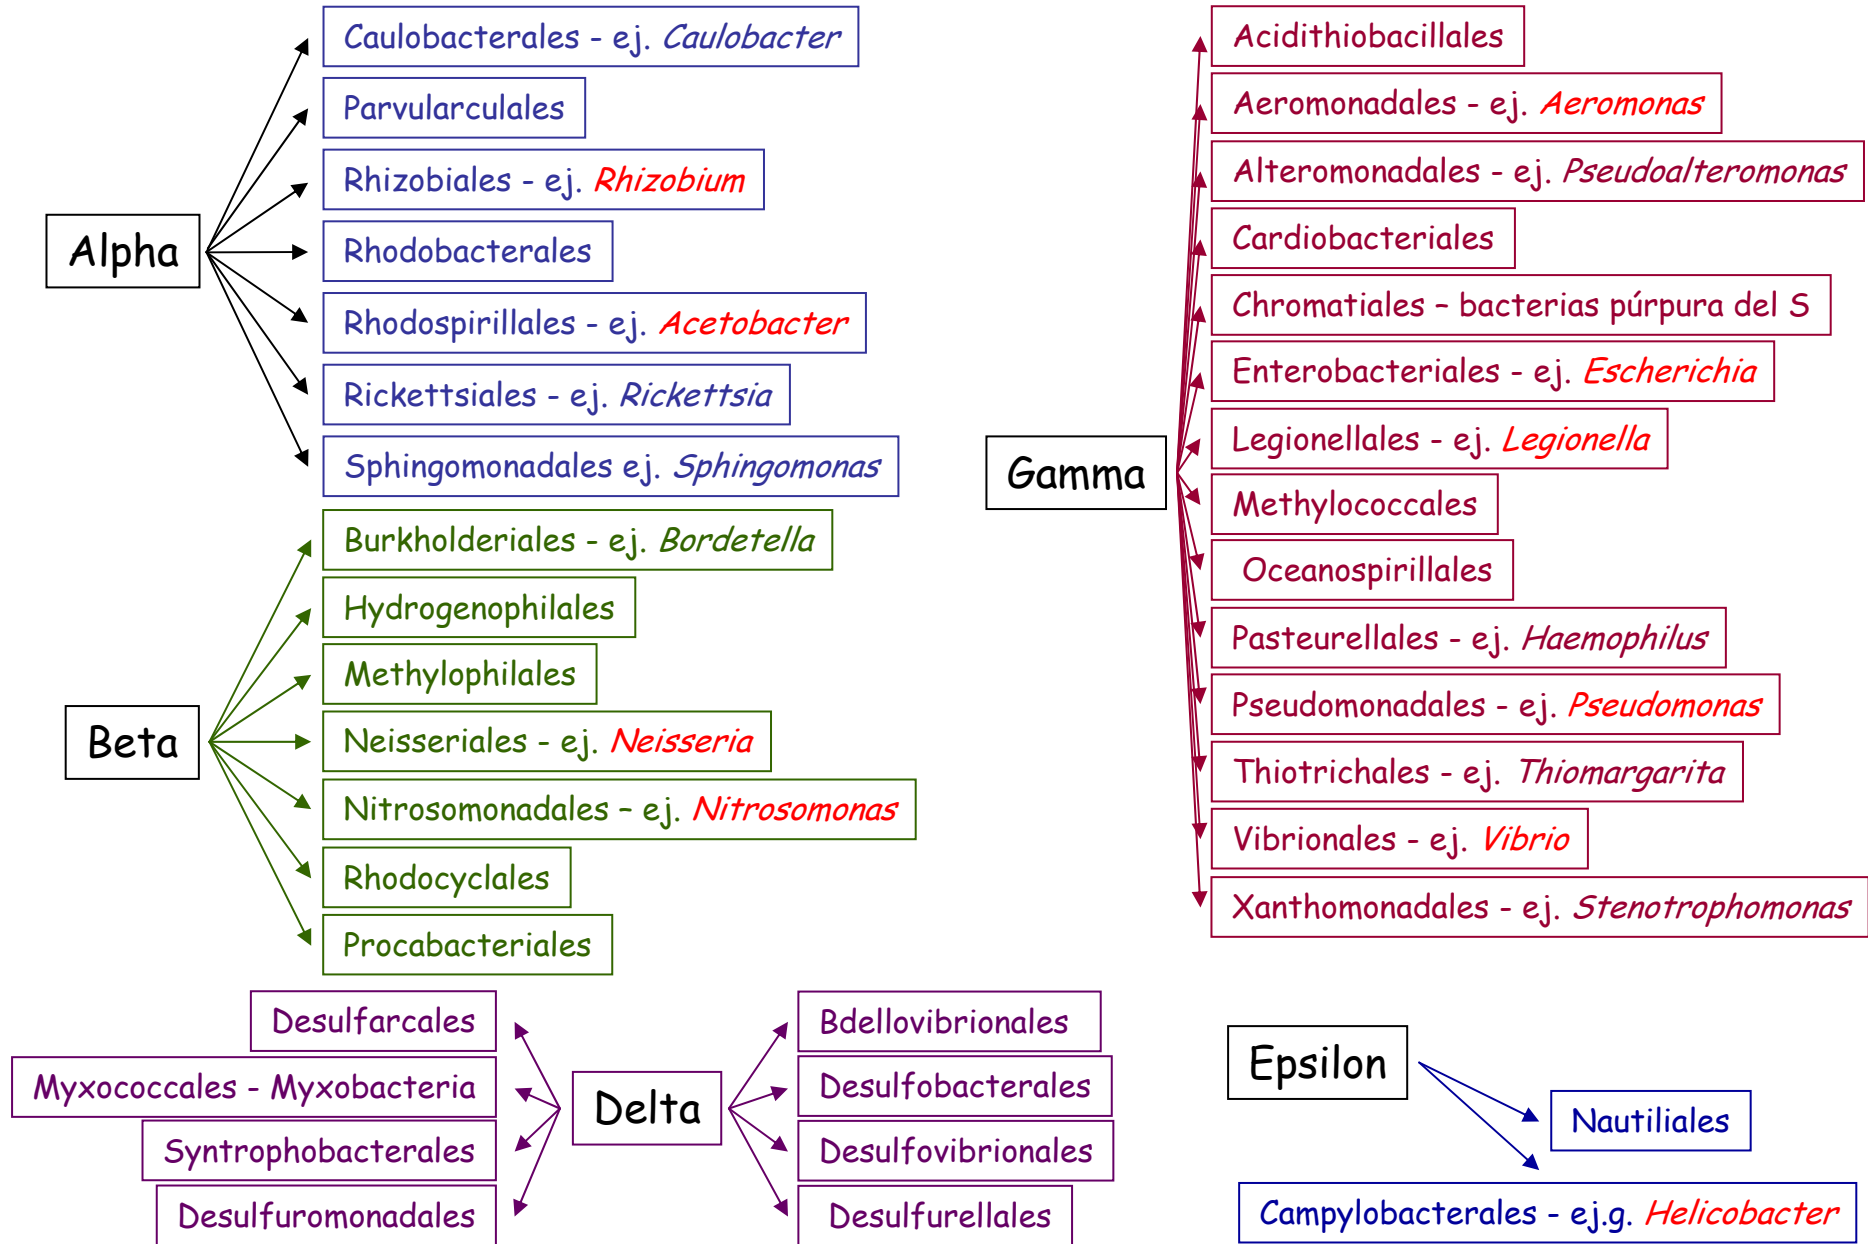 Alpha
Caulobacterales - ej. Caulobacter
Parvularculales
Rhizobiales - ej. Rhizobium
Rhodobacterales
Rhodospirillales - ej. Acetobacter
Rickettsiales - ej. Rickettsia
Sphingomonadales ej. Sphingomonas
Beta
Burkholderiales - ej. Bordetella
Hydrogenophilales
Methylophilales
Neisseriales - ej. Neisseria
Nitrosomonadales – ej. Nitrosomonas
Rhodocyclales
Procabacteriales
Gamma
Acidithiobacillales
Aeromonadales - ej. Aeromonas
Alteromonadales - ej. Pseudoalteromonas
Cardiobacteriales
Chromatiales – bacterias púrpura del S
Enterobacteriales - ej. Escherichia
Legionellales - ej. Legionella
Methylococcales
Oceanospirillales
Pasteurellales - ej. Haemophilus
Pseudomonadales - ej. Pseudomonas
Thiotrichales - ej. Thiomargarita
Vibrionales - ej. Vibrio
Xanthomonadales - ej. Stenotrophomonas
Delta
Desulfarcales
Myxococcales - Myxobacteria
Syntrophobacterales
Desulfuromonadales
Bdellovibrionales
Desulfobacterales
Desulfovibrionales
Desulfurellales
Epsilon
Nautiliales
Campylobacterales - ej.g. Helicobacter